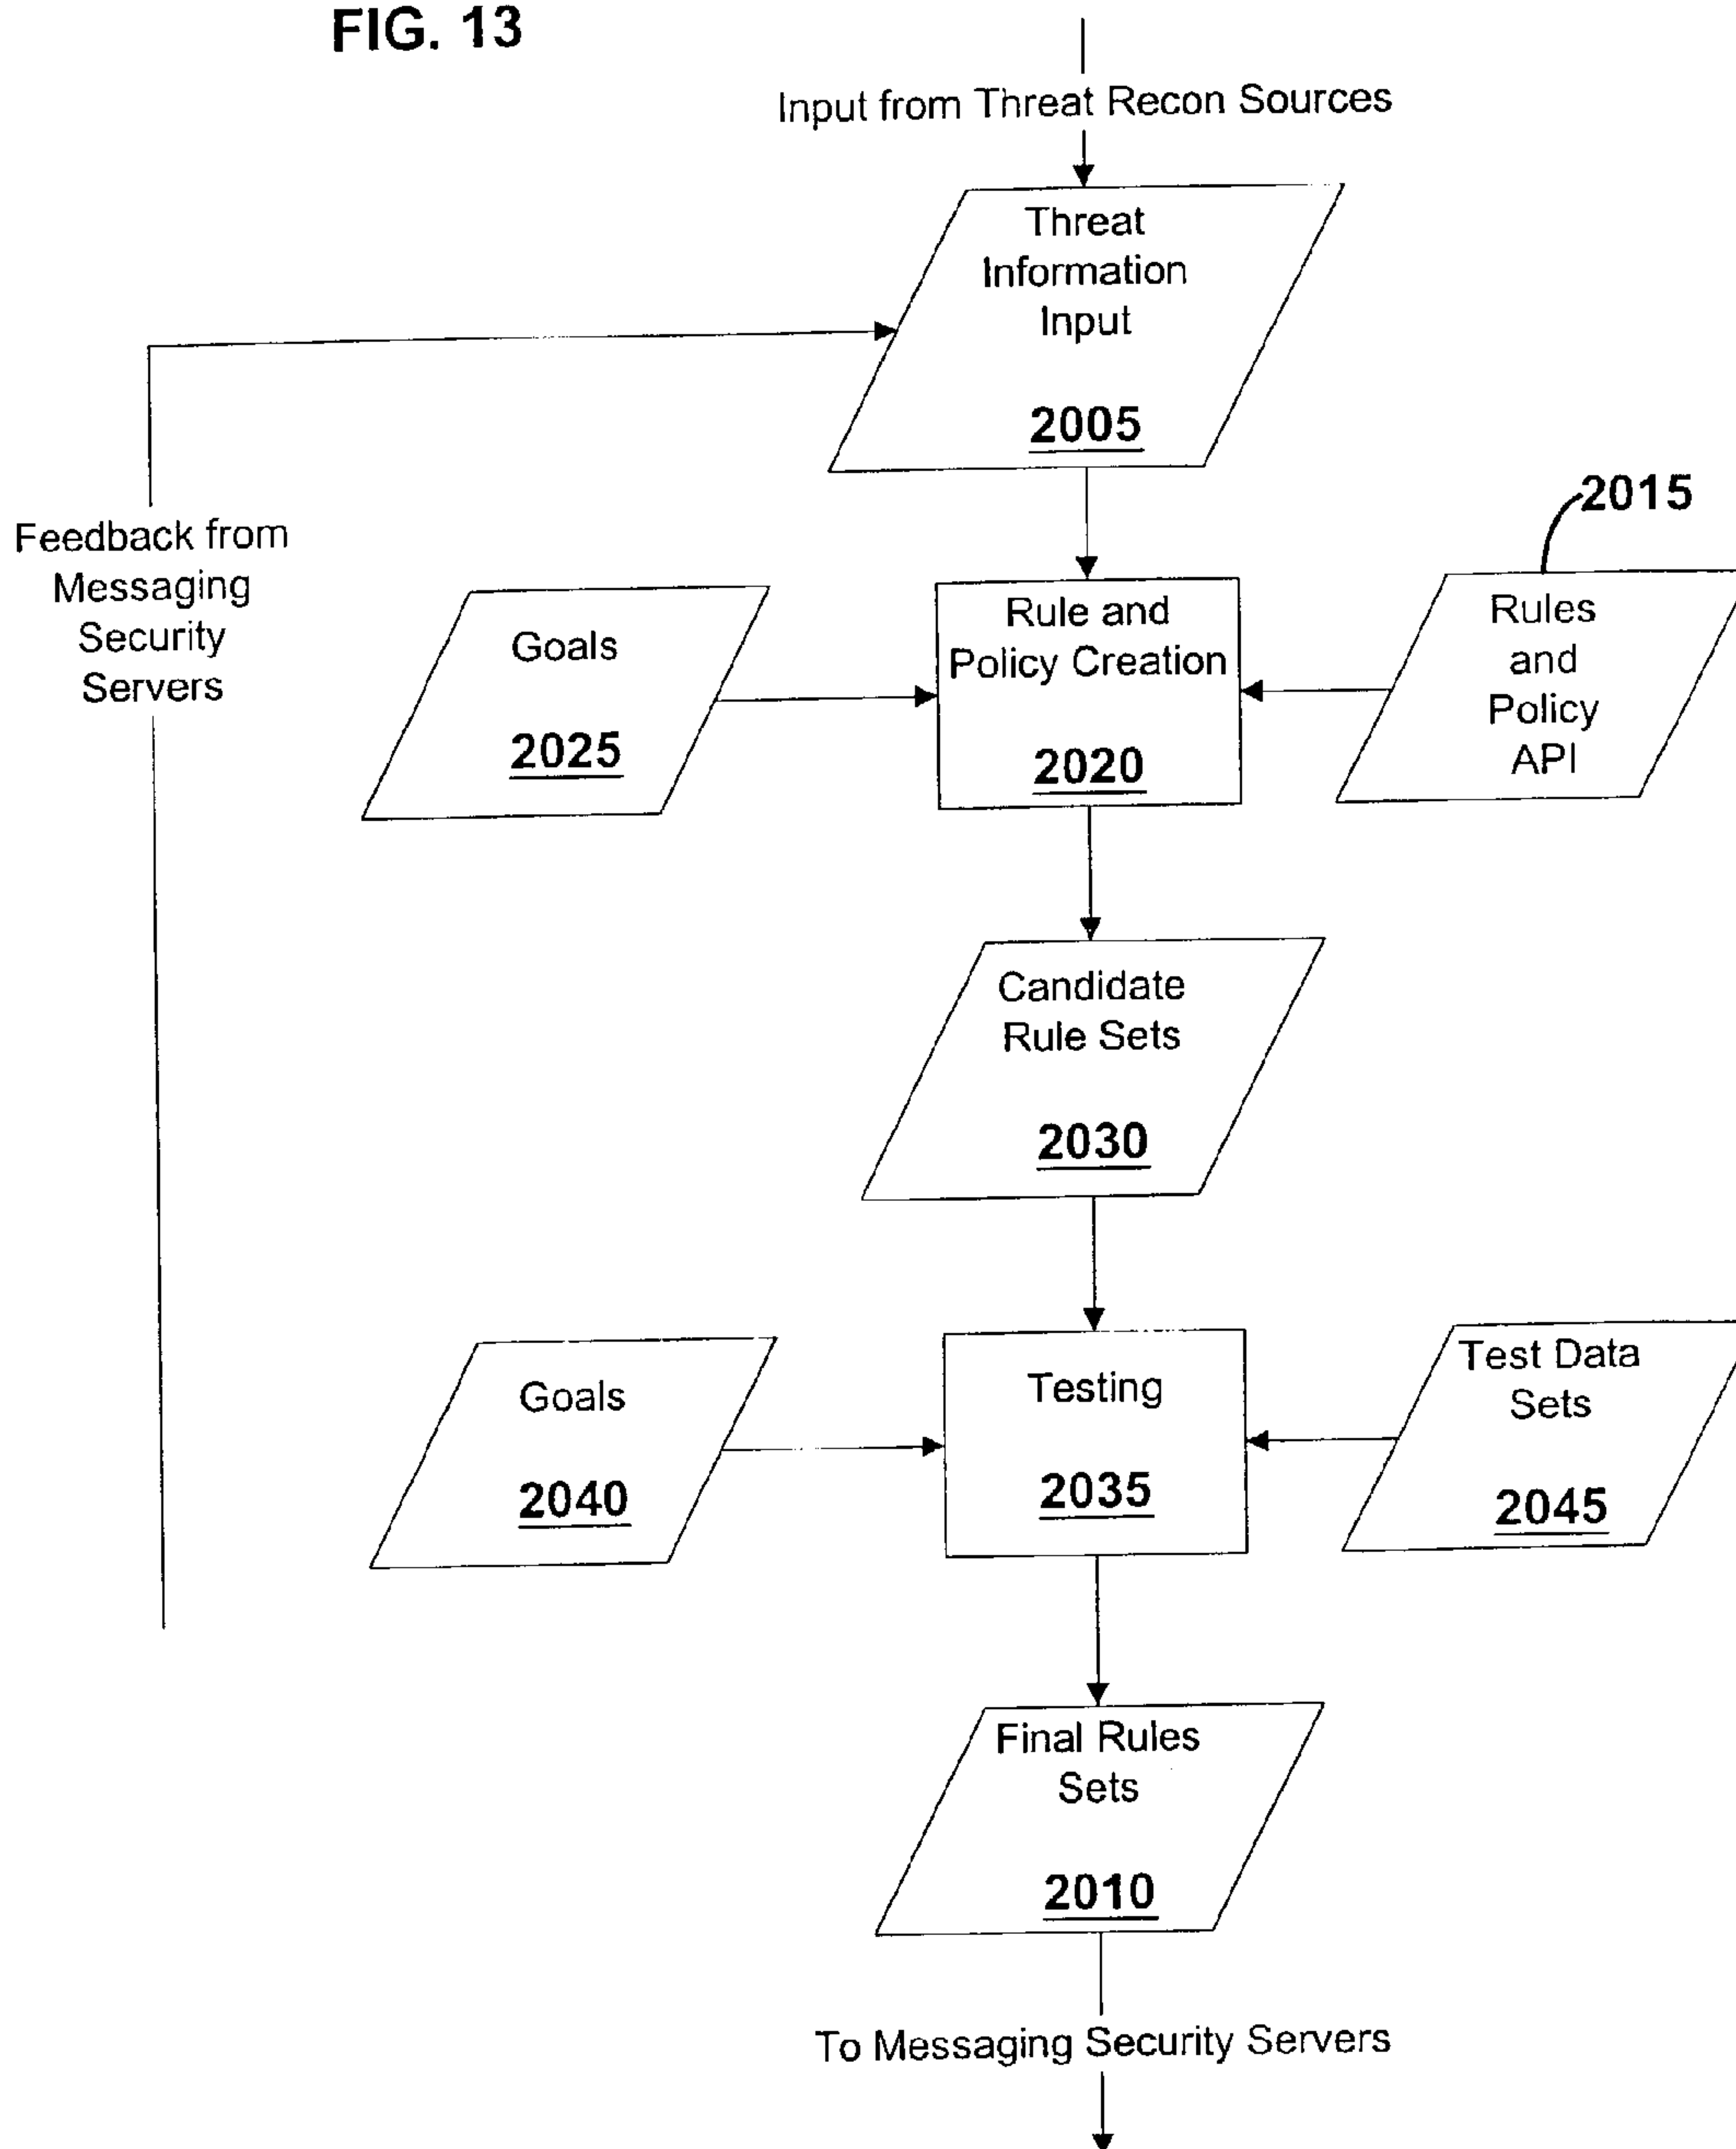 FIG. 13
Input from Threat Recon Sources
Threat
Information
Input
2005
Feedback from
Messaging
Security
Servers
Goals
2025
Rule and
Policy Creation
2020
2015
Rules
and
Policy
API
Candidate
Rule Sets
2030
Goals
2040
Testing
2035
Test Data
Sets
2045
Final Rules
Sets
2010
To Messaging Security Servers